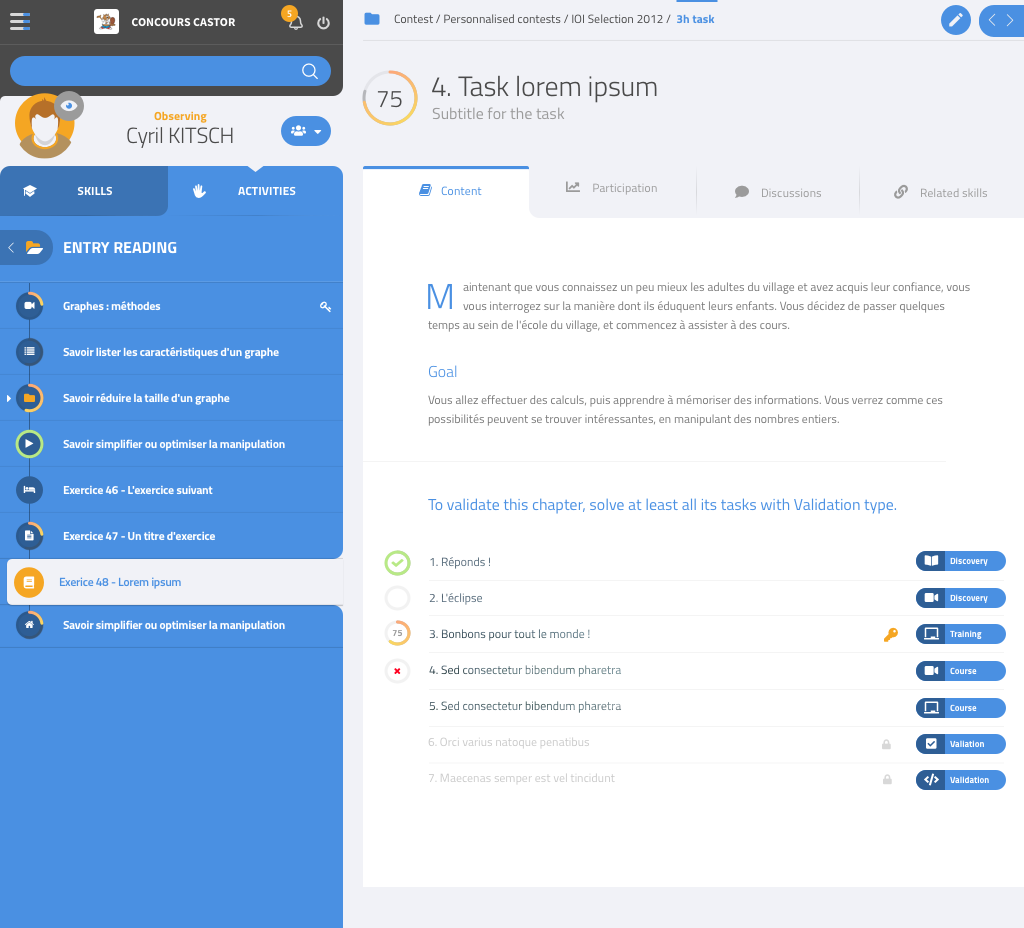 CONCOURS CASTOR
5
Observing
Cyril KITSCH
SKILLS
ACTIVITIES
ENTRY READING
Graphes : méthodes
Savoir lister les caractéristiques d'un graphe
Savoir réduire la taille d'un graphe
Savoir simplifier ou optimiser la manipulation
Exercice 46 - L'exercice suivant
Exercice 47 - Un titre d'exercice
Exerice 48 - Lorem ipsum
Savoir simplifier ou optimiser la manipulation
Contest / Personnalised contests / IOI Selection 2012 / 3h task
75
4. Task lorem ipsum
Subtitle for the task
Content
Participation
Discussions
Related skills
Maintenant que vous connaissez un peu mieux les adultes du village et avez acquis leur confiance, vous
vous interrogez sur la manière dont ils éduquent leurs enfants. Vous décidez de passer quelques
temps au sein de l'école du village, et commencez à assister à des cours.
Goal
Vous allez effectuer des calculs, puis apprendre à mémoriser des informations. Vous verrez comme ces
possibilités peuvent se trouver intéressantes, en manipulant des nombres entiers.
To validate this chapter, solve at least all its tasks with Validation type.
1. Réponds ! Discovery
2. L'éclipse Discovery
75 3. Bonbons pour tout le monde ! Training
4. Sed consectetur bibendum pharetra Course
5. Sed consectetur bibendum pharetra Course
6. Orci varius natoque penatibus Valiation
7. Maecenas semper est vel tincidunt Validation